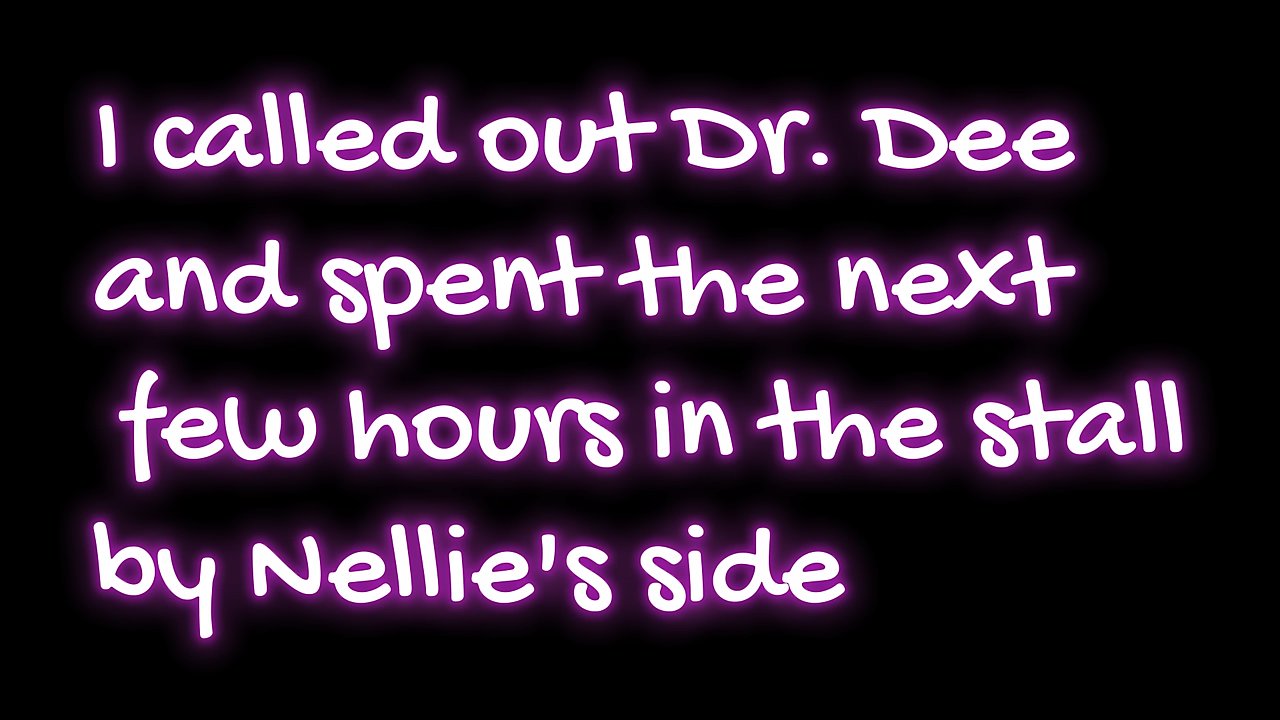 I called out Dr. Dee
and spent the next
few hours in the stall
by Nellie's side